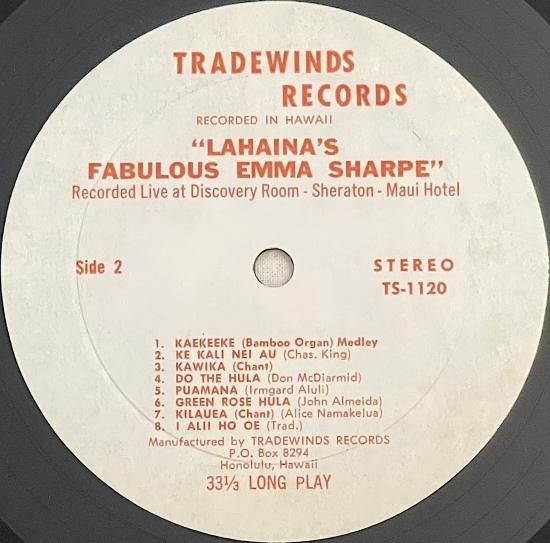 TRADEWINDS
RECORDS
RECORDED IN HAWAII
"LAHAINA'S
FABULOUS EMMA SHARPE"
Recorded Live at Discovery Room - Sheraton - Maui Hotel
Side 2
STEREO
TS-1120
1. KAEKEEKE (Bamboo Organ) Medley
2. KE KALI NEI AU (Chas. King)
3. KAWIKA (Chant)
4. DO THE HULA (Don McDiarmid)
5. PUAMANA (Irmgard Aluli)
6. GREEN ROSE HULA (John Almeida)
7. KILAUEA (Chant) (Alice Namakelua)
8. I ALII HO OE (Trad.)
Manufactured by TRADEWINDS RECORDS
P.O. Box 8294
Honolulu, Hawaii
33⅓ LONG PLAY